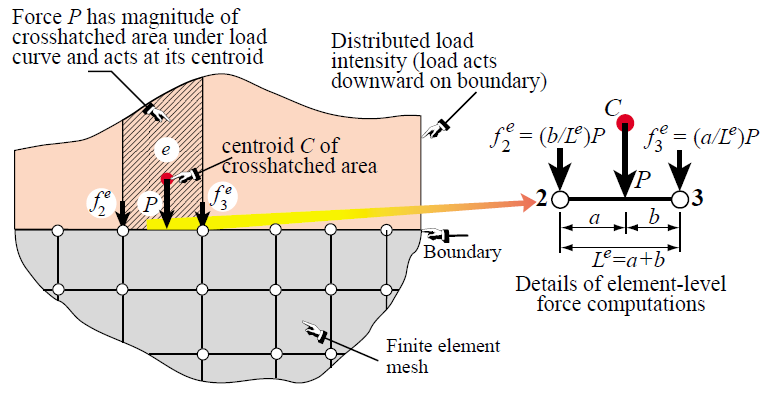 Force P has magnitude of
crosshatched area under load
curve and acts at its centroid
Distributed load
intensity (load acts
downward on boundary)
e
centroid C of
crosshatched area
f₂ᵉ
P
f₃ᵉ
Boundary
Finite element
mesh
C
f₂ᵉ = (b/Lᵉ)P
f₃ᵉ = (a/Lᵉ)P
P
2
3
a
b
Lᵉ=a+b
Details of element-level
force computations